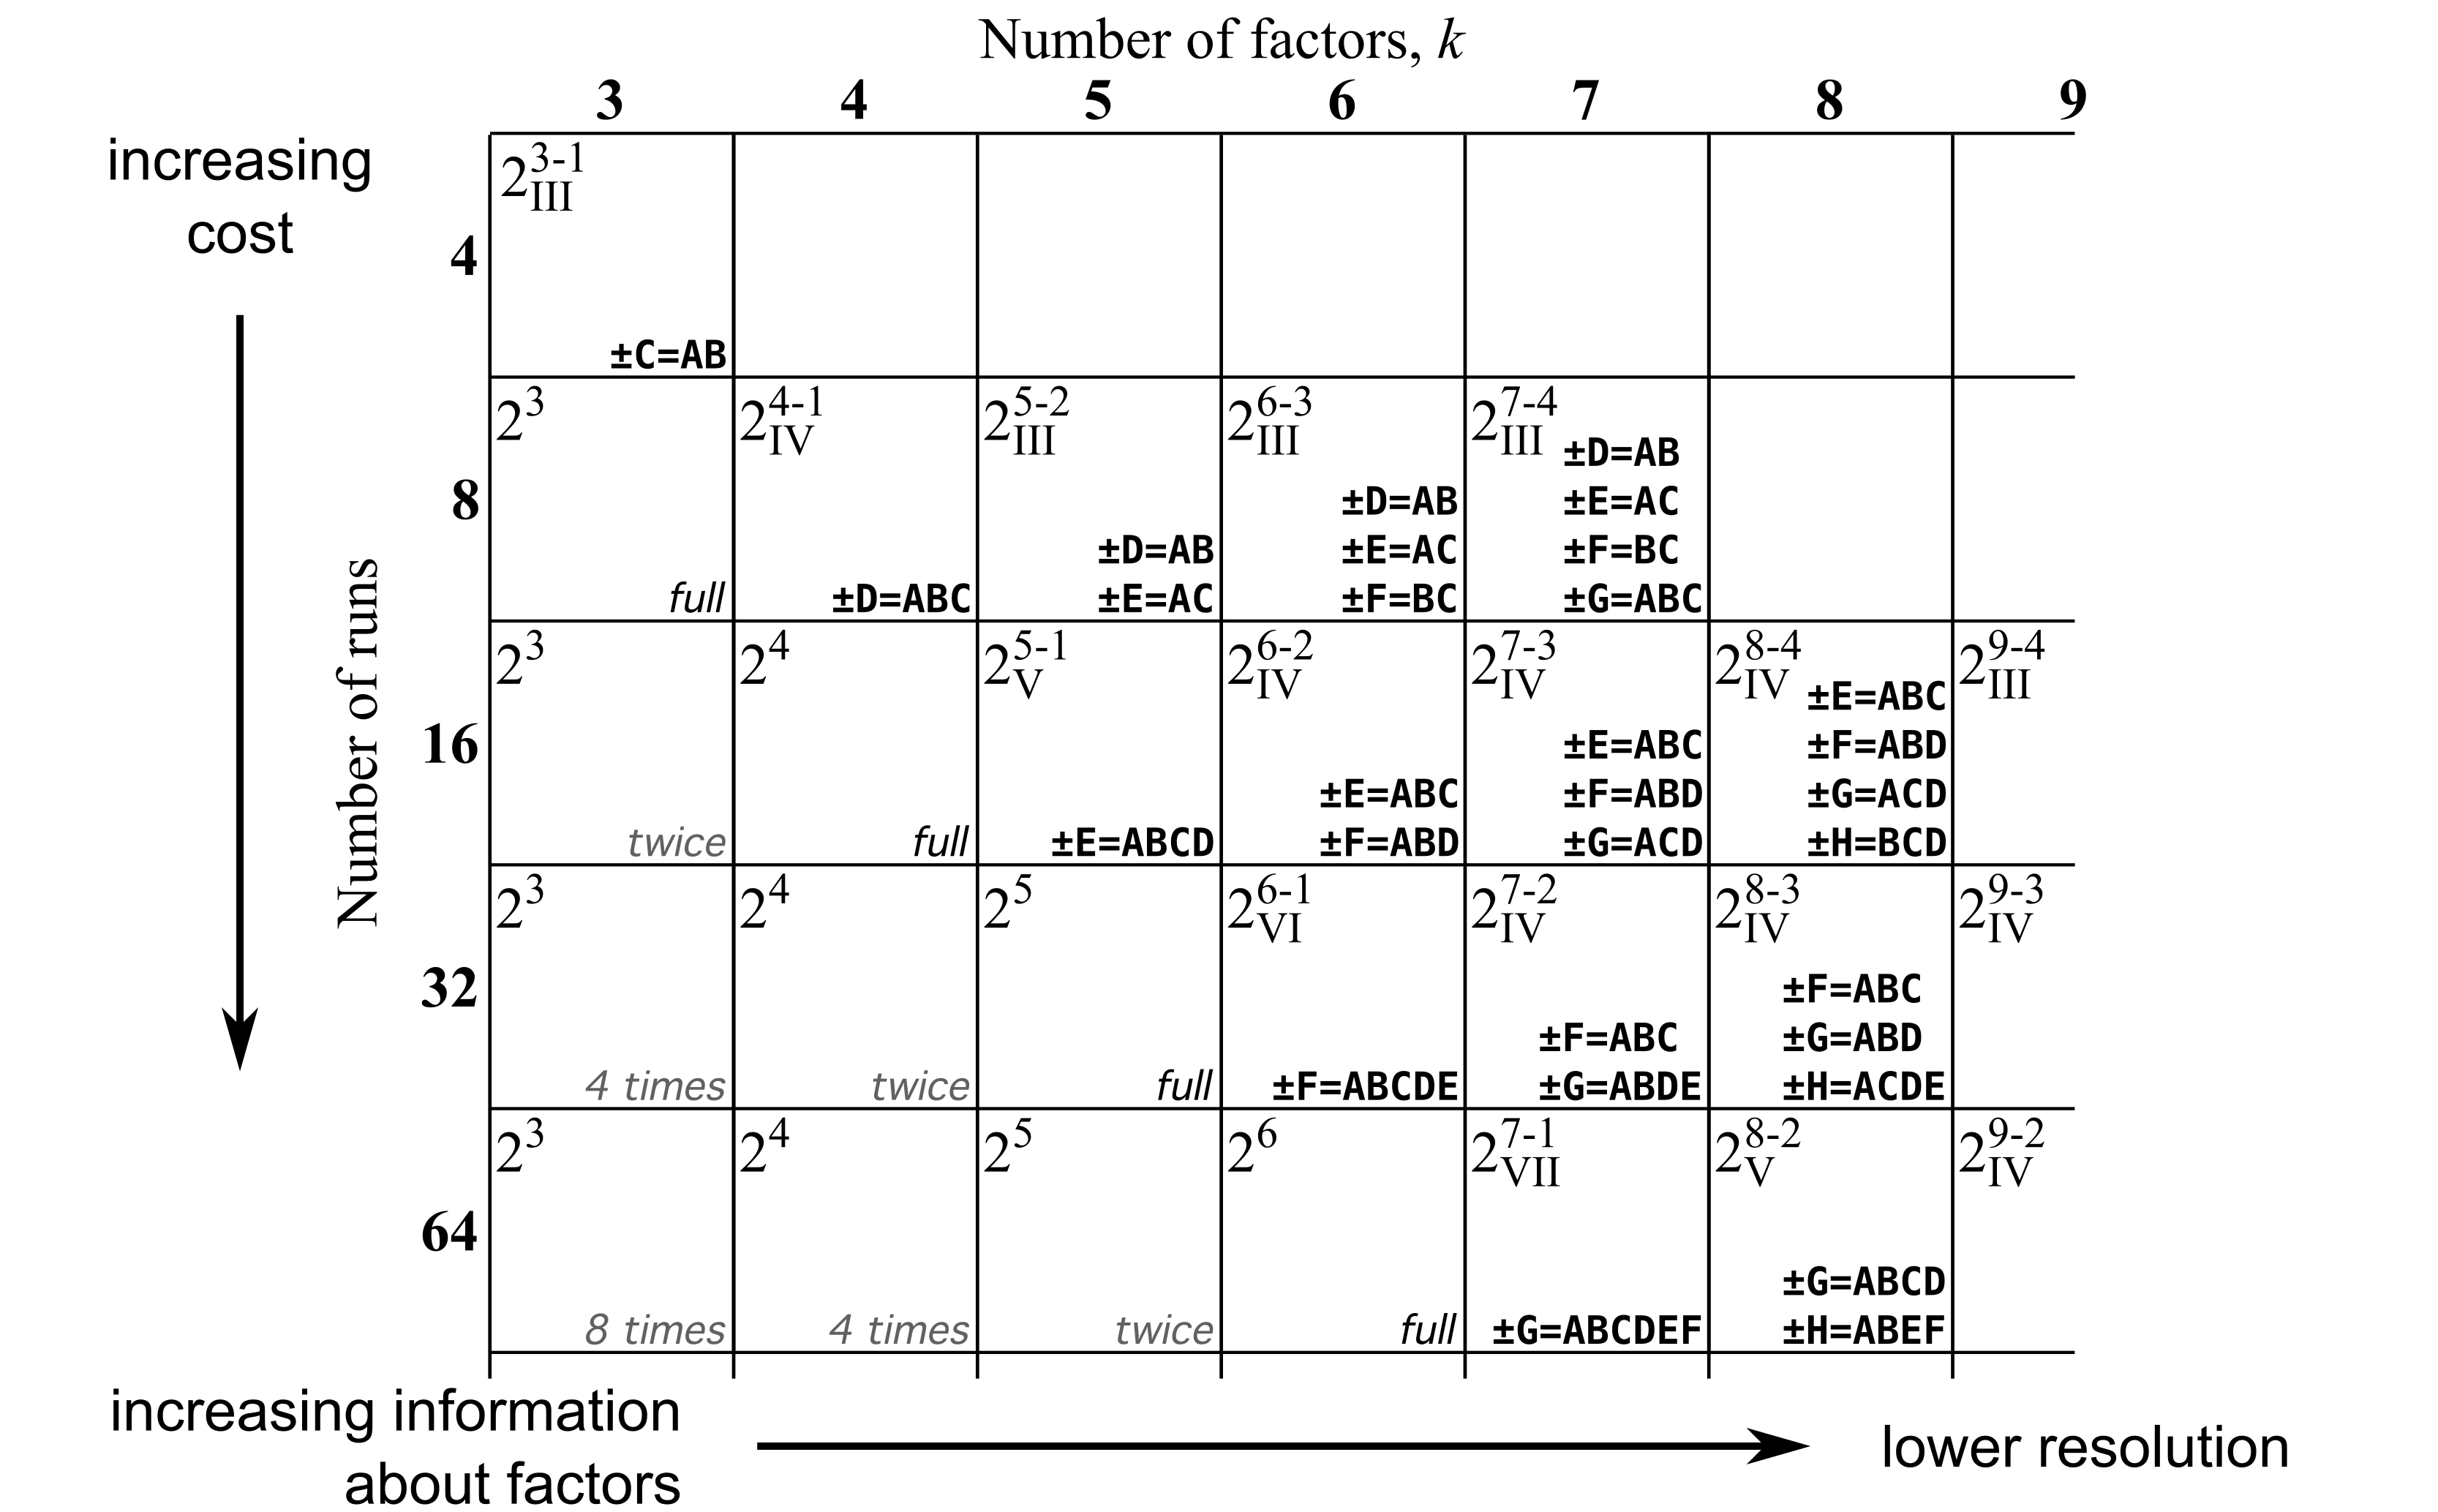 Number of factors, k
3 4 5 6 7 8 9
increasing
cost
Number of runs
4
2^{3-1}_{III}
±C=AB
8
2^3
full
2^{4-1}_{IV}
±D=ABC
2^{5-2}_{III}
±D=AB
±E=AC
2^{6-3}_{III}
±D=AB
±E=AC
±F=BC
2^{7-4}_{III}
±D=AB
±E=AC
±F=BC
±G=ABC
16
2^3
twice
2^4
full
2^{5-1}_{V}
±E=ABCD
2^{6-2}_{IV}
±E=ABC
±F=ABD
2^{7-3}_{IV}
±E=ABC
±F=ABD
±G=ACD
2^{8-4}_{IV}
±E=ABC
±F=ABD
±G=ACD
±H=BCD
2^{9-4}_{III}
32
2^3
4 times
2^4
twice
2^5
full
2^{6-1}_{VI}
±F=ABCDE
2^{7-2}_{IV}
±F=ABC
±G=ABDE
2^{8-3}_{IV}
±F=ABC
±G=ABD
±H=ACDE
2^{9-3}_{IV}
64
2^3
8 times
2^4
4 times
2^5
twice
2^6
full
2^{7-1}_{VII}
±G=ABCDEF
2^{8-2}_{V}
±G=ABCD
±H=ABEF
2^{9-2}_{IV}
increasing information
about factors
lower resolution